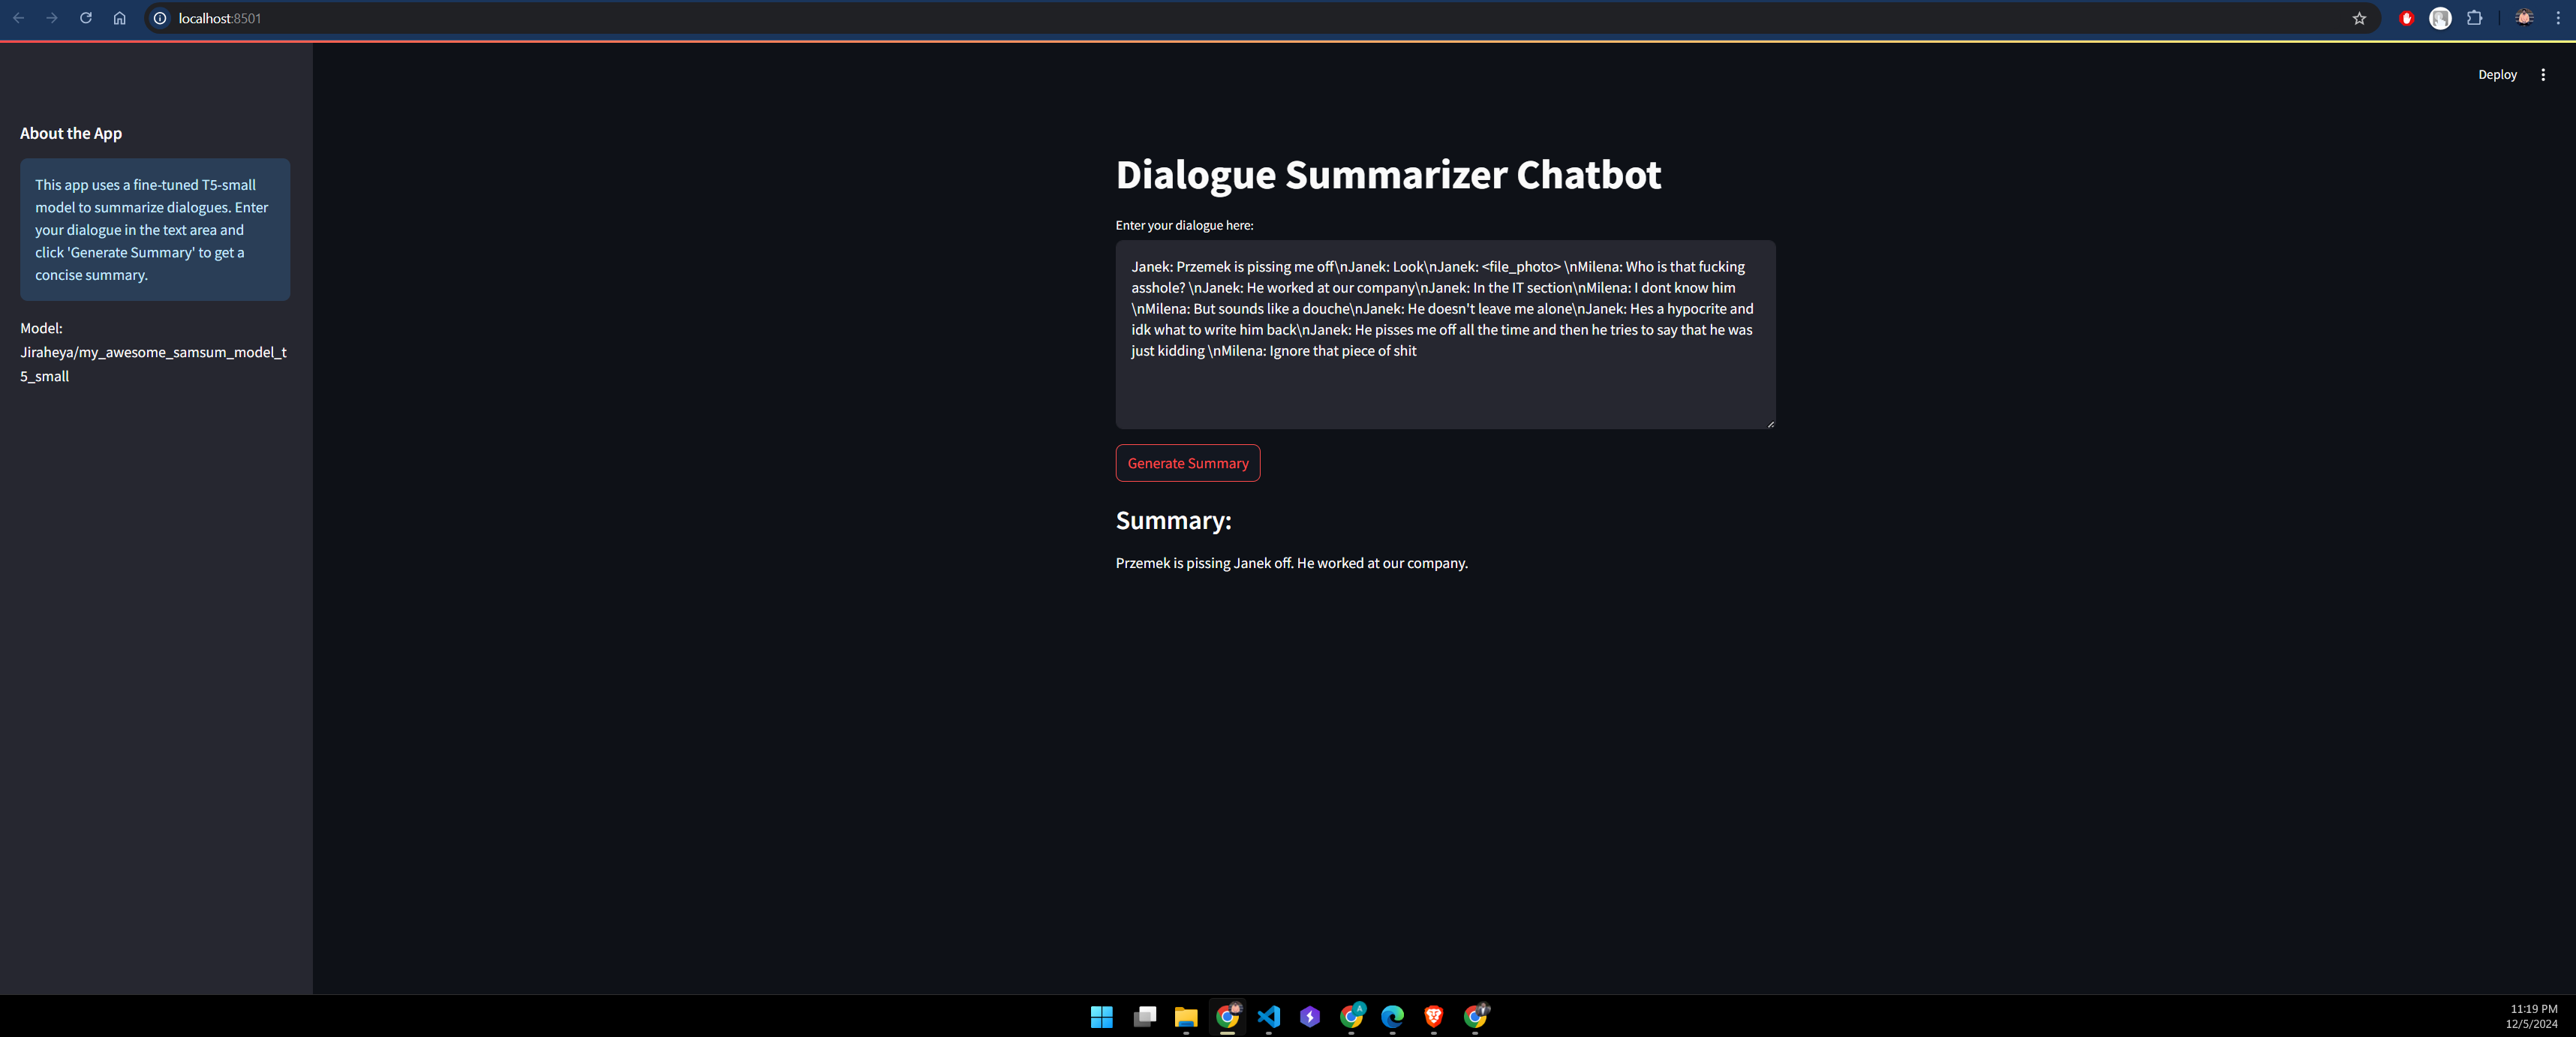 localhost:8501
Deploy
About the App
This app uses a fine-tuned T5-small
model to summarize dialogues. Enter
your dialogue in the text area and
click 'Generate Summary' to get a
concise summary.
Model:
Jiraheya/my_awesome_samsum_model_t
5_small
Dialogue Summarizer Chatbot
Enter your dialogue here:
Janek: Przemek is pissing me off\nJanek: Look\nJanek: <file_photo> \nMilena: Who is that fucking
asshole? \nJanek: He worked at our company\nJanek: In the IT section\nMilena: I dont know him
\nMilena: But sounds like a douche\nJanek: He doesn't leave me alone\nJanek: Hes a hypocrite and
idk what to write him back\nJanek: He pisses me off all the time and then he tries to say that he was
just kidding \nMilena: Ignore that piece of shit
Generate Summary
Summary:
Przemek is pissing Janek off. He worked at our company.
A
11:19 PM
12/5/2024